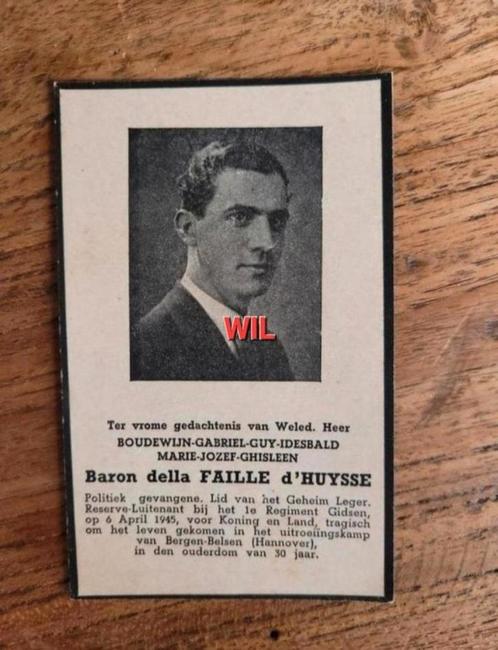 WIL
Ter vrome gedachtenis van Weled. Heer
BOUDEWIJN-GABRIEL-GUY-IDESBALD
MARIE-JOZEF-GHISLEEN
Baron della FAILLE d'HUYSSE
Politiek gevangene. Lid van het Geheim Leger.
Reserve-Luitenant bij het 1e Regiment Gidsen,
op 6 April 1945, voor Koning en Land, tragisch
om het leven gekomen in het uitroeiingskamp
van Bergen-Belsen (Hannover),
in den ouderdom van 30 jaar.